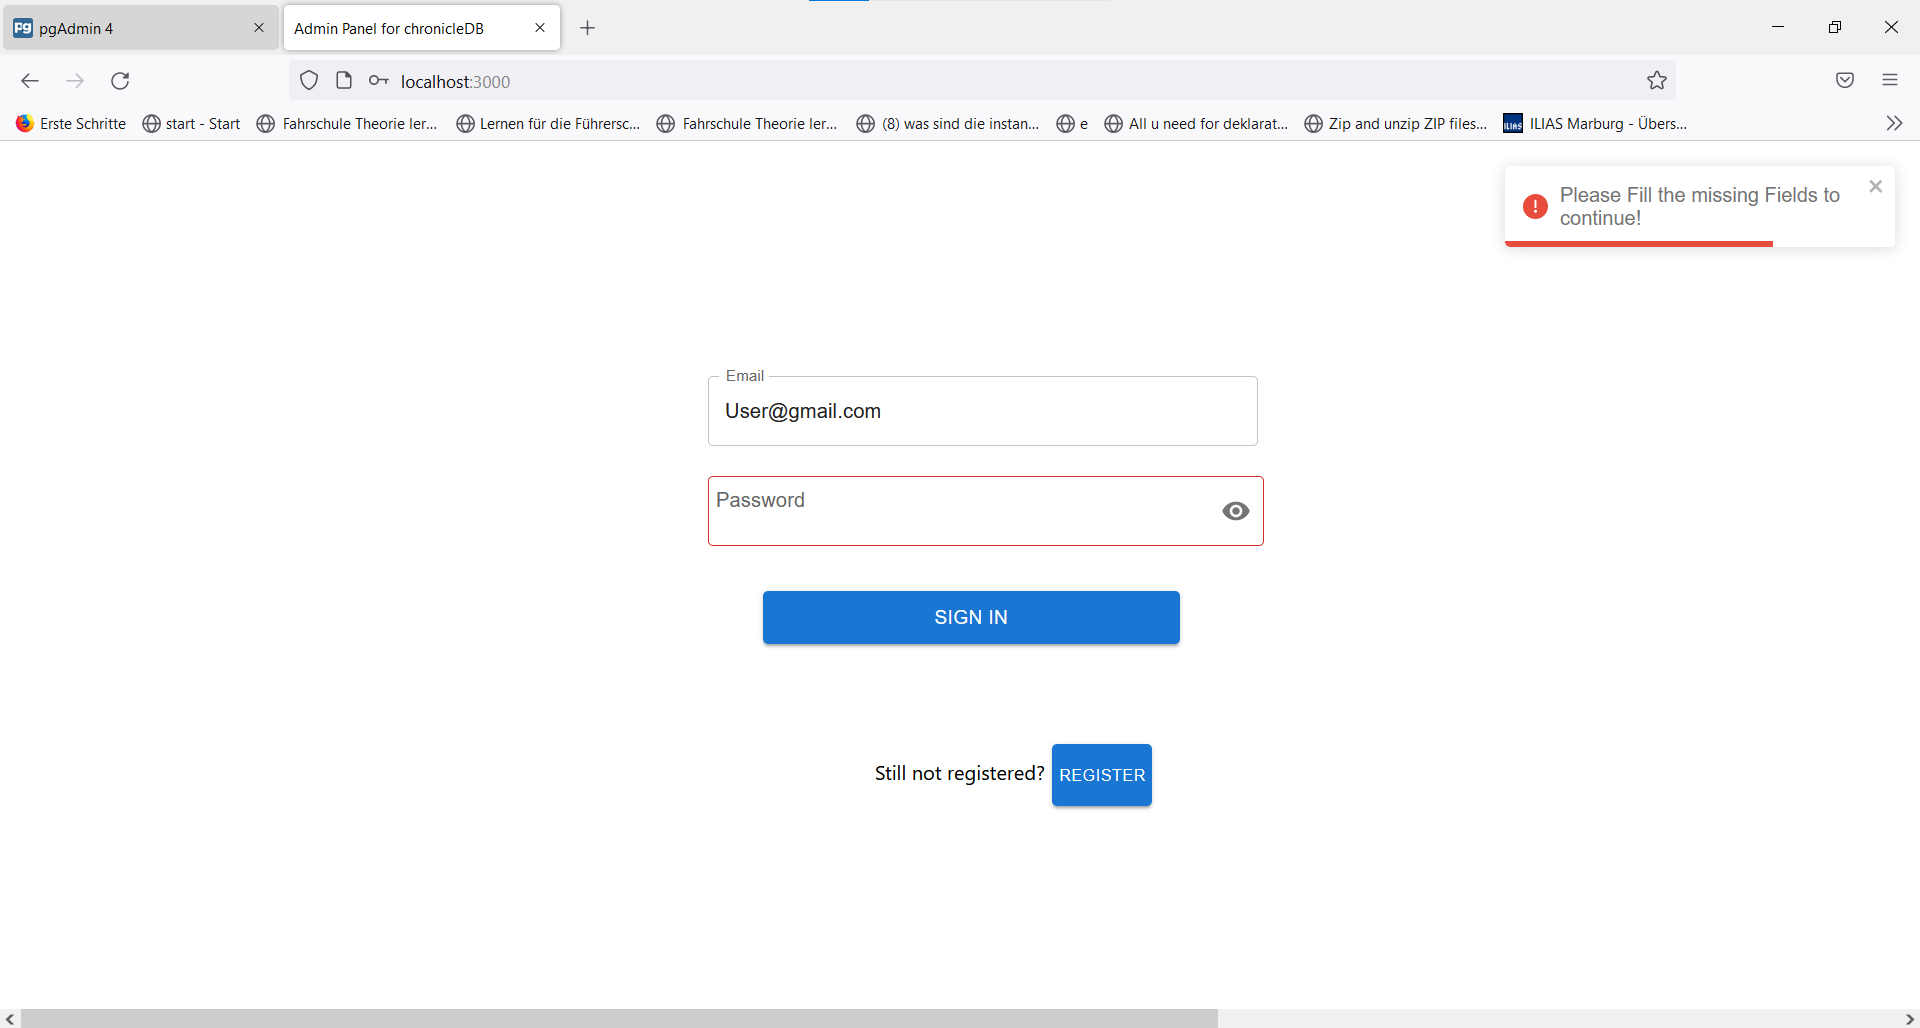 pgAdmin 4
Admin Panel for chronicleDB
localhost:3000
Erste Schritte
start - Start
Fahrschule Theorie ler...
Lernen für die Führersc...
Fahrschule Theorie ler...
(8) was sind die instan...
e
All u need for deklarat...
Zip and unzip ZIP files...
ILIAS Marburg - Übers...
Please Fill the missing Fields to
continue!
Email
User@gmail.com
Password
SIGN IN
Still not registered? REGISTER